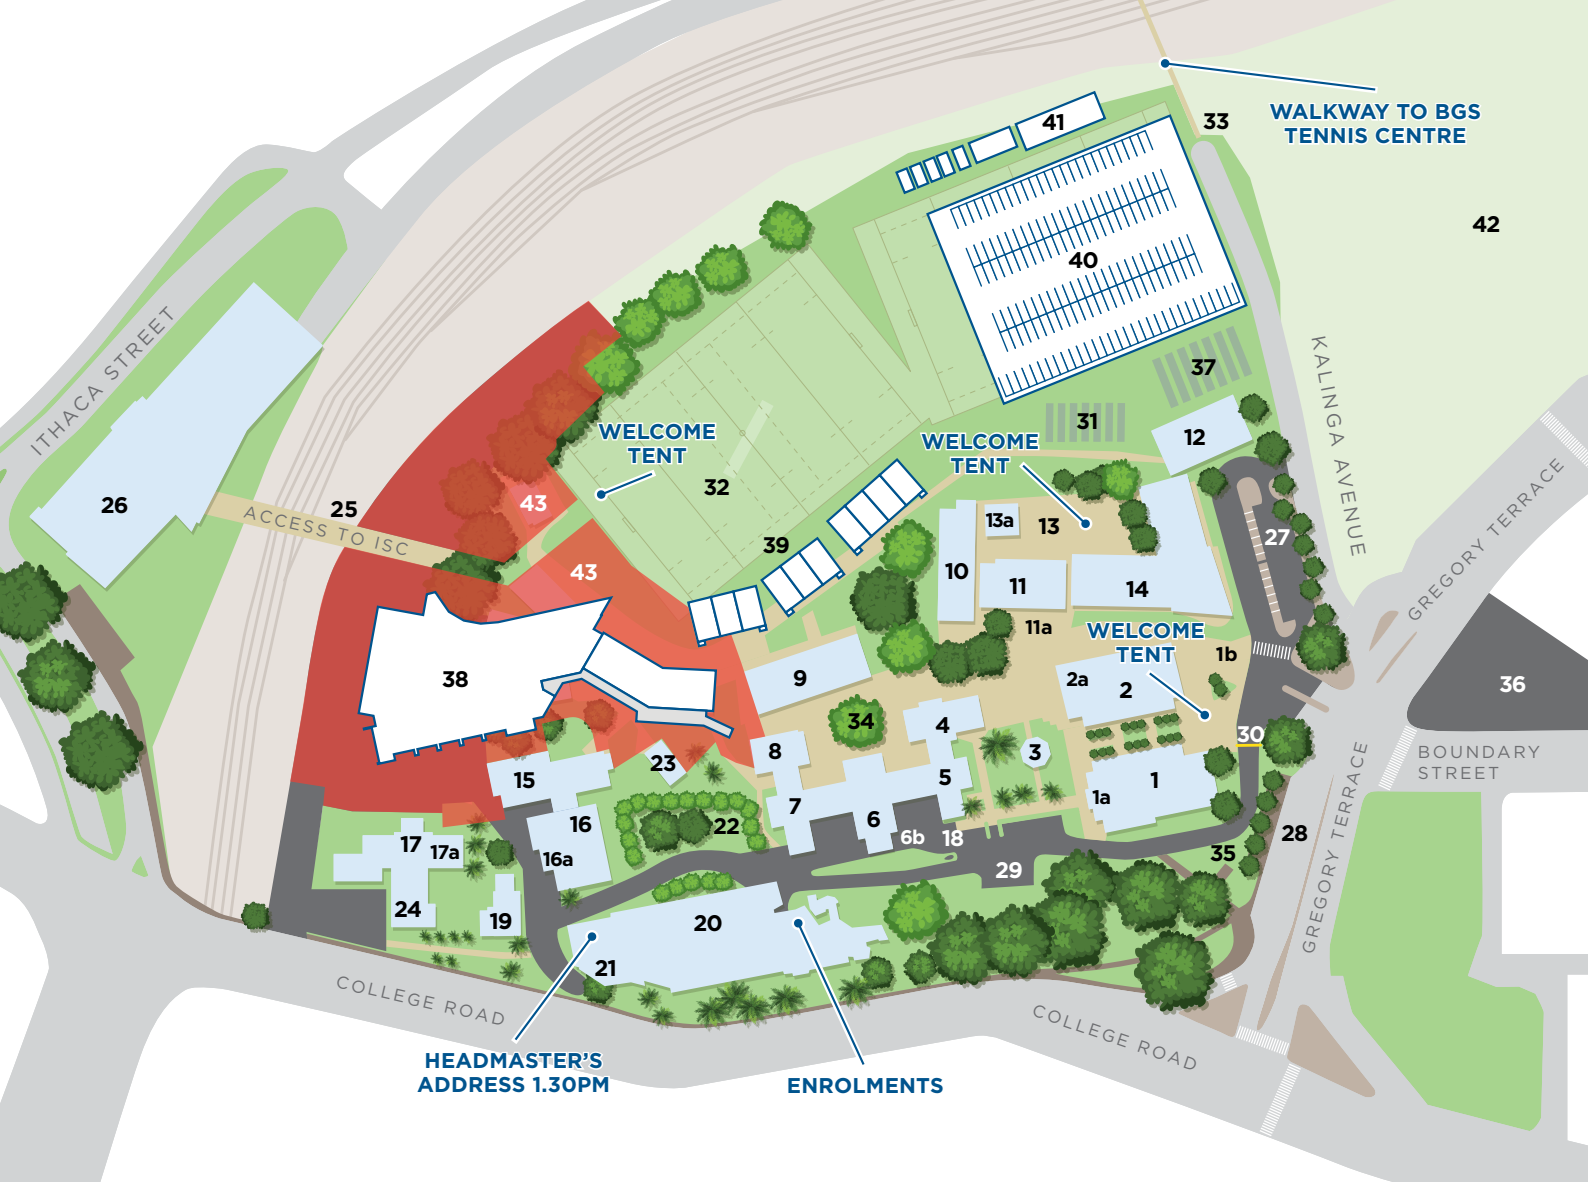 WALKWAY TO BGS
TENNIS CENTRE
33
41
42
40
ITHACA STREET
KALINGA AVENUE
37
31
12
WELCOME
TENT
WELCOME
TENT
32
26
25
43
ACCESS TO ISC
39
43
13a
13
27
10
11
14
GREGORY TERRACE
11a
WELCOME
TENT
1b
38
9
2a
2
36
34
4
30
23
8
3
15
5
1
1a
BOUNDARY
STREET
7
6
22
16
16a
6b
18
28
17
17a
35
29
GREGORY TERRACE
24
19
20
21
COLLEGE ROAD
COLLEGE ROAD
HEADMASTER'S
ADDRESS 1.30PM
ENROLMENTS